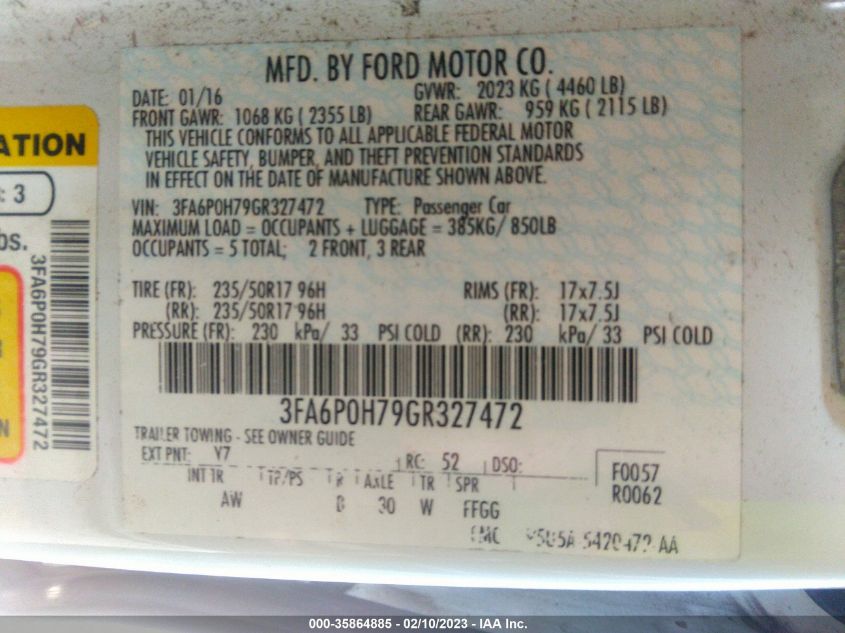 MFD. BY FORD MOTOR CO.
DATE: 01/16 GVWR: 2023 KG ( 4460 LB)
FRONT GAWR: 1068 KG ( 2355 LB) REAR GAWR: 959 KG ( 2115 LB)
THIS VEHICLE CONFORMS TO ALL APPLICABLE FEDERAL MOTOR
VEHICLE SAFETY, BUMPER, AND THEFT PREVENTION STANDARDS
IN EFFECT ON THE DATE OF MANUFACTURE SHOWN ABOVE.
VIN: 3FA6P0H79GR327472 TYPE: Passenger Car
MAXIMUM LOAD = OCCUPANTS + LUGGAGE = 385KG/ 850LB
OCCUPANTS = 5 TOTAL; 2 FRONT, 3 REAR
TIRE (FR): 235/50R17 96H RIMS (FR): 17x7.5J
(RR): 235/50R17 96H (RR): 17x7.5J
PRESSURE (FR): 230 kPa/ 33 PSI COLD (RR): 230 kPa/ 33 PSI COLD
3FA6P0H79GR327472
TRAILER TOWING - SEE OWNER GUIDE
EXT PNT: Y7 RC: 52 DSO:
F0057
R0062
INT TR TP/PS R AXLE TR SPR
AW 30 W FFGG
ATION
: 3
bs.
3FA6P0H79GR327472
N
000-35864885 - 02/10/2023 - IAA Inc.